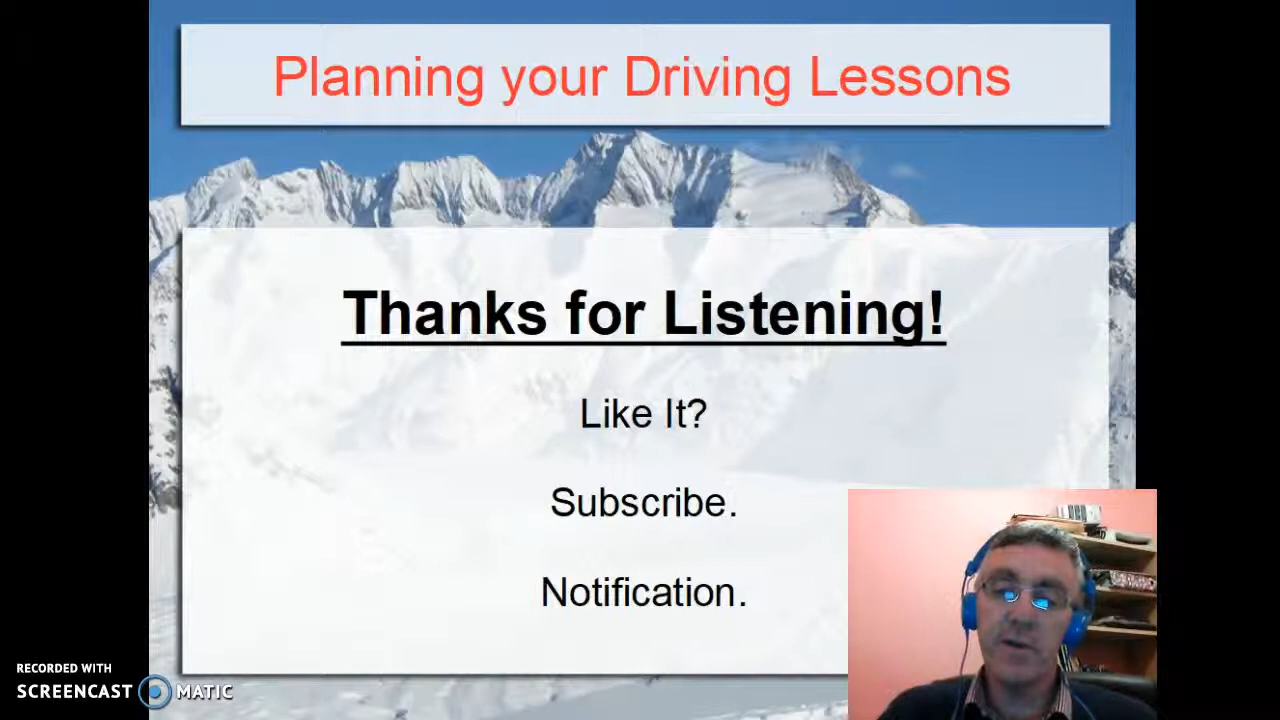 Planning your Driving Lessons
Thanks for Listening!
Like It?
Subscribe.
Notification.
RECORDED WITH
SCREENCAST MATIC